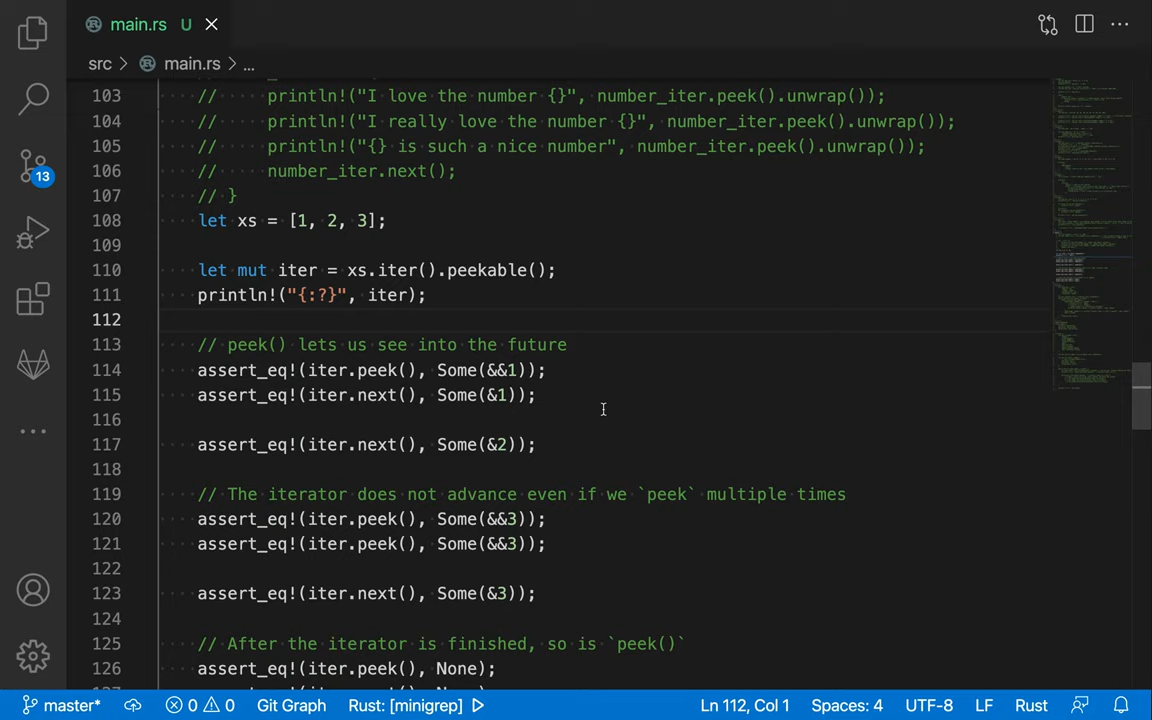 main.rs U
src > main.rs > ...
103 //     println!("I love the number {}", number_iter.peek().unwrap());
104 //     println!("I really love the number {}", number_iter.peek().unwrap());
105 //     println!("{} is such a nice number", number_iter.peek().unwrap());
106 //     number_iter.next();
107 // }
108 let xs = [1, 2, 3];
109
110 let mut iter = xs.iter().peekable();
111 println!("{:?}", iter);
112
113 // peek() lets us see into the future
114 assert_eq!(iter.peek(), Some(&&1));
115 assert_eq!(iter.next(), Some(&1));
116
117 assert_eq!(iter.next(), Some(&2));
118
119 // The iterator does not advance even if we `peek` multiple times
120 assert_eq!(iter.peek(), Some(&&3));
121 assert_eq!(iter.peek(), Some(&&3));
122
123 assert_eq!(iter.next(), Some(&3));
124
125 // After the iterator is finished, so is `peek()`
126 assert_eq!(iter.peek(), None);
13
master* 0 0 Git Graph Rust: [minigrep] Ln 112, Col 1 Spaces: 4 UTF-8 LF Rust